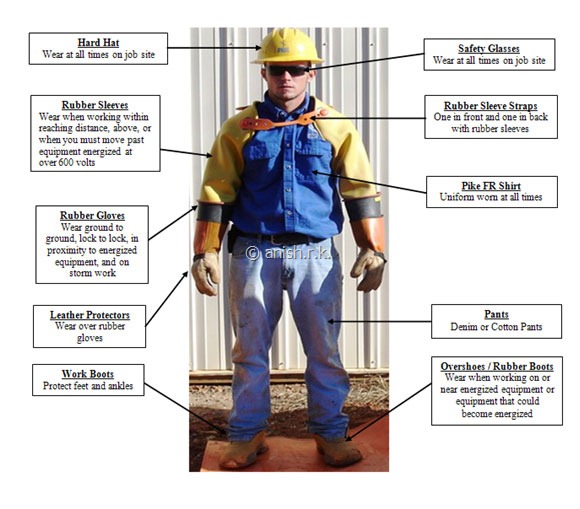 Hard Hat
Wear at all times on job site
Safety Glasses
Wear at all times on job site
Rubber Sleeves
Wear when working within
reaching distance, above, or
when you must move past
equipment energized at
over 600 volts
Rubber Sleeve Straps
One in front and one in back
with rubber sleeves
Pike FR Shirt
Uniform worn at all times
Rubber Gloves
Wear ground to
ground, lock to lock, in
proximity to energized
equipment, and on
storm work
© anish.r.k.
Leather Protectors
Wear over rubber
gloves
Pants
Denim or Cotton Pants
Work Boots
Protect feet and ankles
Overshoes / Rubber Boots
Wear when working on or
near energized equipment or
equipment that could
become energized